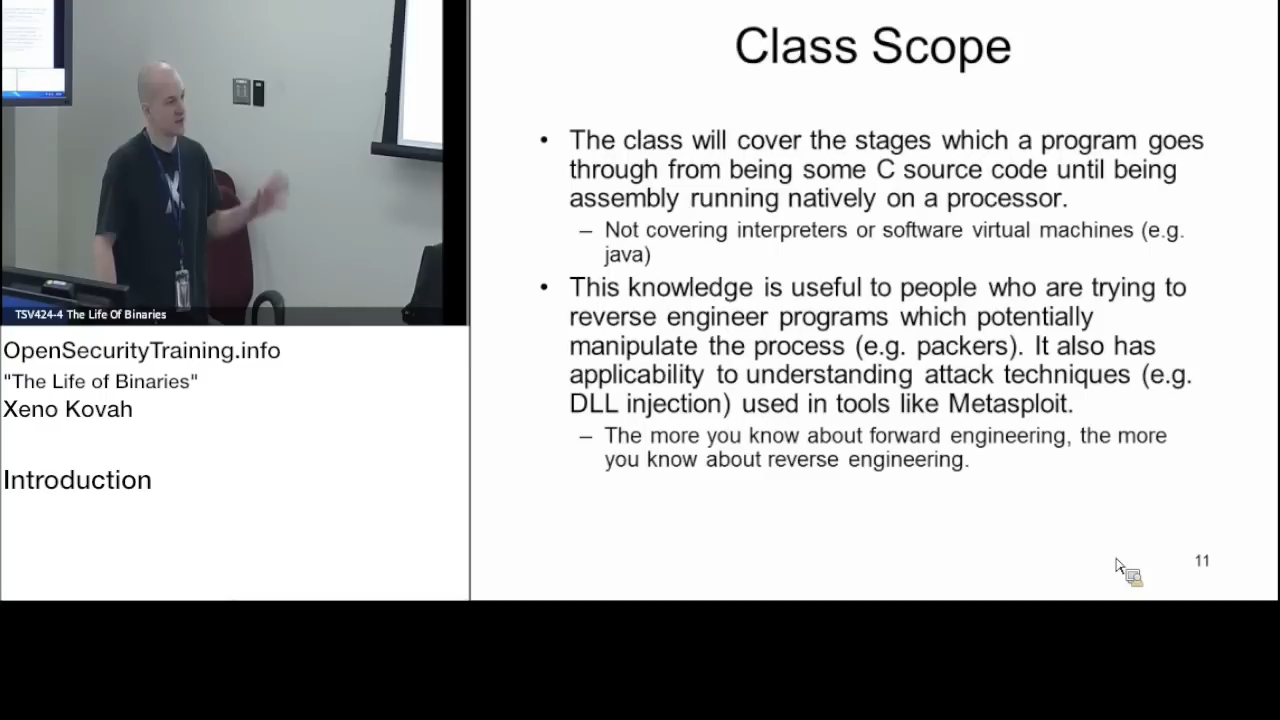 Class Scope
• The class will cover the stages which a program goes
through from being some C source code until being
assembly running natively on a processor.
– Not covering interpreters or software virtual machines (e.g.
java)
• This knowledge is useful to people who are trying to
reverse engineer programs which potentially
manipulate the process (e.g. packers). It also has
applicability to understanding attack techniques (e.g.
DLL injection) used in tools like Metasploit.
– The more you know about forward engineering, the more
you know about reverse engineering.
11
TSV424-4 The Life Of Binaries
OpenSecurityTraining.info
"The Life of Binaries"
Xeno Kovah
Introduction